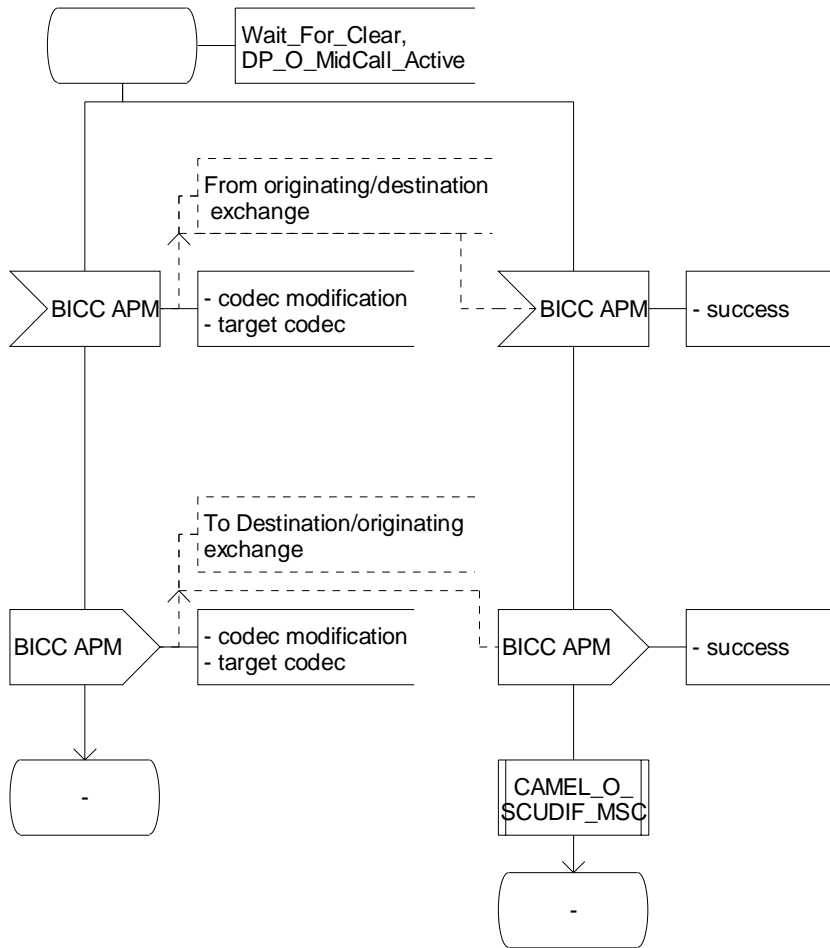 Wait_For_Clear,
DP_O_MidCall_Active
From originating/destination
exchange
BICC APM
- codec modification
- target codec
BICC APM
- success
To Destination/originating
exchange
BICC APM
- codec modification
- target codec
BICC APM
- success
-
CAMEL_O_
SCUDIF_MSC
-